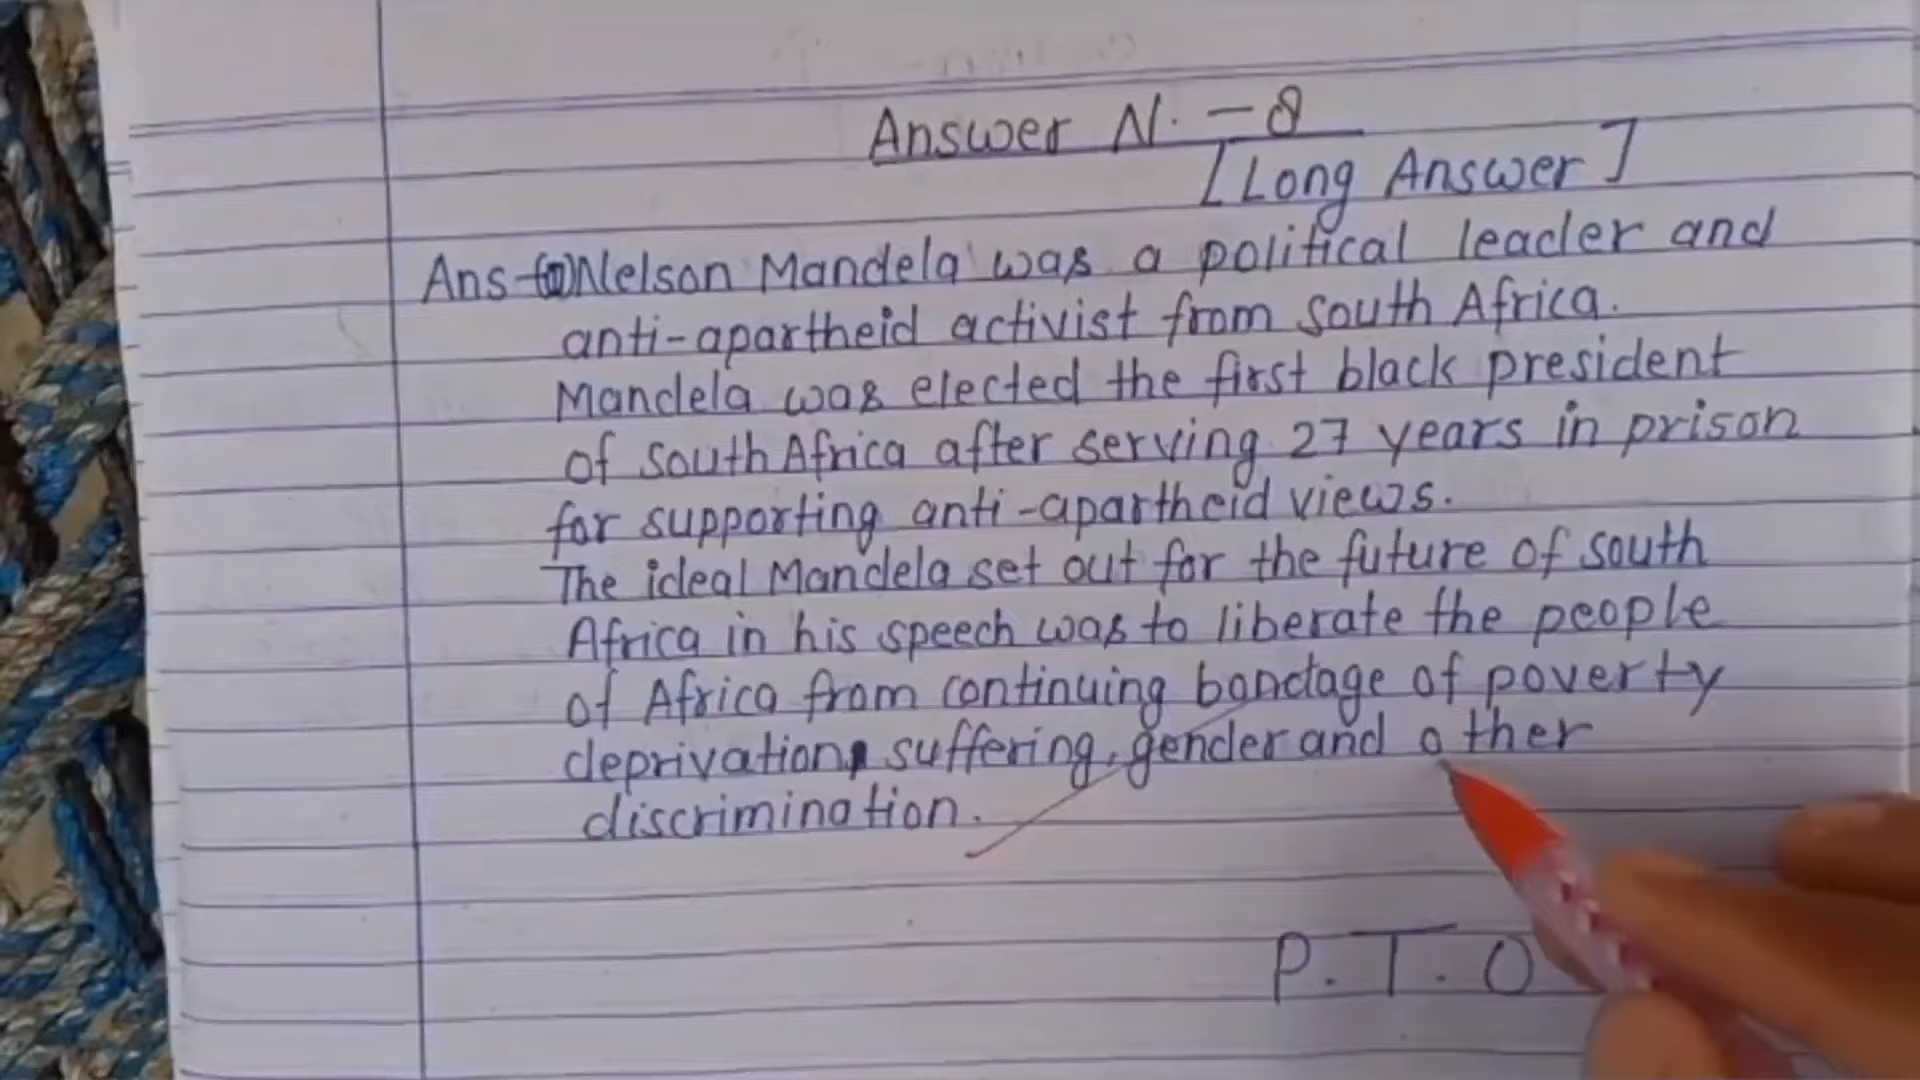 Answer N. - 8
[Long Answer]
Ans-(a) Nelson Mandela was a political leader and
anti-apartheid activist from south Africa.
Mandela was elected the first black president
of south Africa after serving 27 years in prison
for supporting anti-apartheid views.
The ideal Mandela set out for the future of south
Africa in his speech was to liberate the people
of Africa from continuing bondage of poverty
deprivation, suffering, gender and other
discrimination.
P.T.O